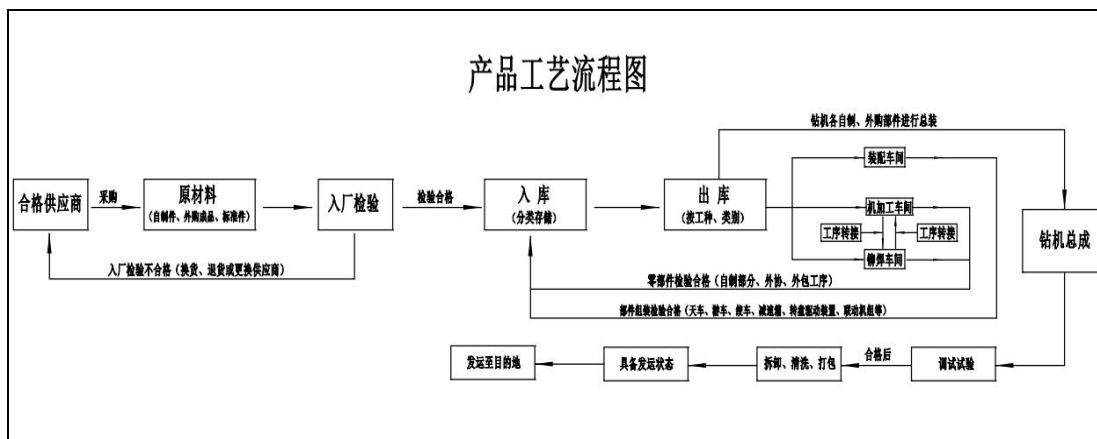 产品工艺流程图
钻机各自制、外购部件进行总装
合格供应商
采购
原材料
(自制件、外购成品、标准件)
入厂检验
检验合格
入库
(分类存储)
出库
(按工种、类别)
装配车间
机加工车间
工序转接
工序转接
铆焊车间
钻机总成
入厂检验不合格（换货、退货或更换供应商）
零部件检验合格（自制部分、外协、外包工序）
部件组装检验合格（天车、游车、绞车、减速箱、转盘驱动装置、联动机组等）
发运至目的地
具备发运状态
拆卸、清洗、打包
合格后
调试试验